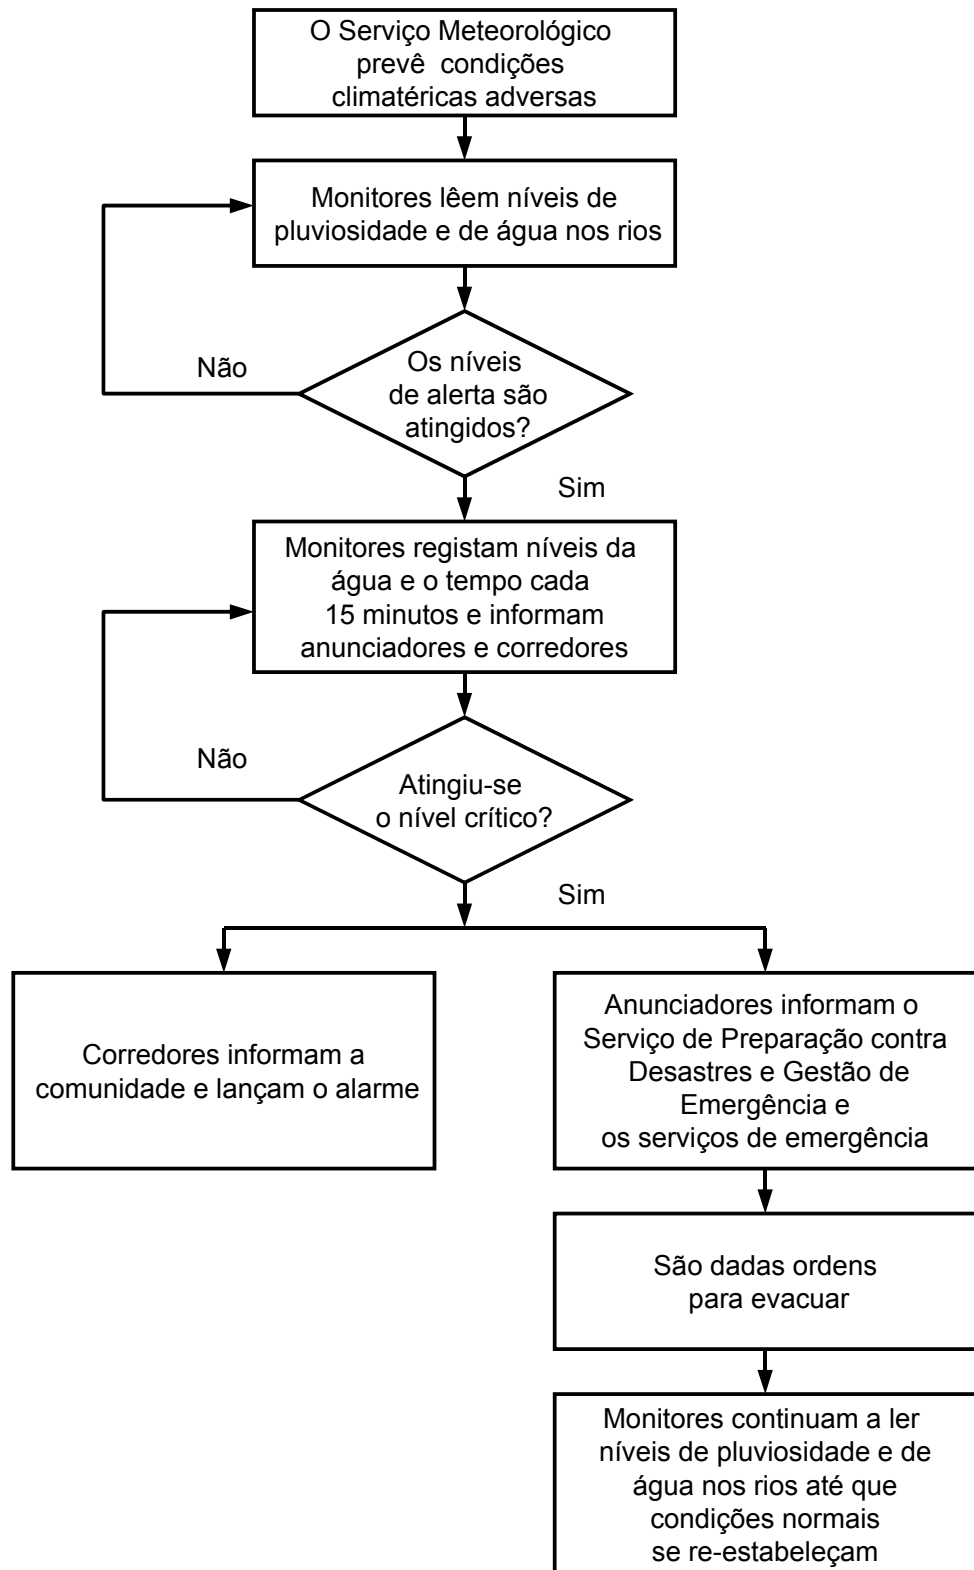 O Serviço Meteorológico
prevê condições
climatéricas adversas
Monitores lêem níveis de
pluviosidade e de água nos rios
Não
Os níveis
de alerta são
atingidos?
Sim
Monitores registam níveis da
água e o tempo cada
15 minutos e informam
anunciadores e corredores
Não
Atingiu-se
o nível crítico?
Sim
Corredores informam a
comunidade e lançam o alarme
Anunciadores informam o
Serviço de Preparação contra
Desastres e Gestão de
Emergência e
os serviços de emergência
São dadas ordens
para evacuar
Monitores continuam a ler
níveis de pluviosidade e de
água nos rios até que
condições normais
se re-estabeleçam